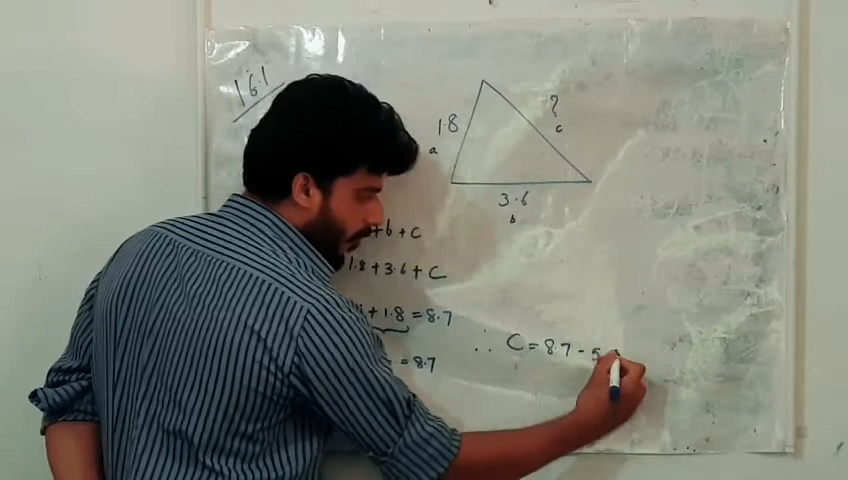 16.1
1.8
?
a
c
3.6
b
+b+c
1.8+3.6+C
+ 1.8 = 8.7
= 8.7
∴ C = 8.7 - 5